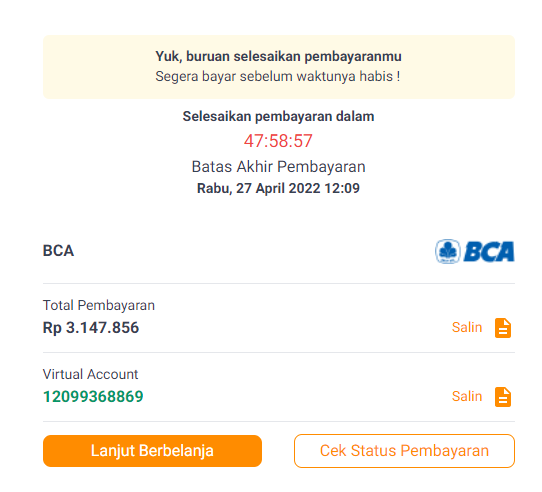 Yuk, buruan selesaikan pembayaranmu
Segera bayar sebelum waktunya habis !
Selesaikan pembayaran dalam
47:58:57
Batas Akhir Pembayaran
Rabu, 27 April 2022 12:09
BCA
BCA
Total Pembayaran
Rp 3.147.856
Salin
Virtual Account
12099368869
Salin
Lanjut Berbelanja
Cek Status Pembayaran